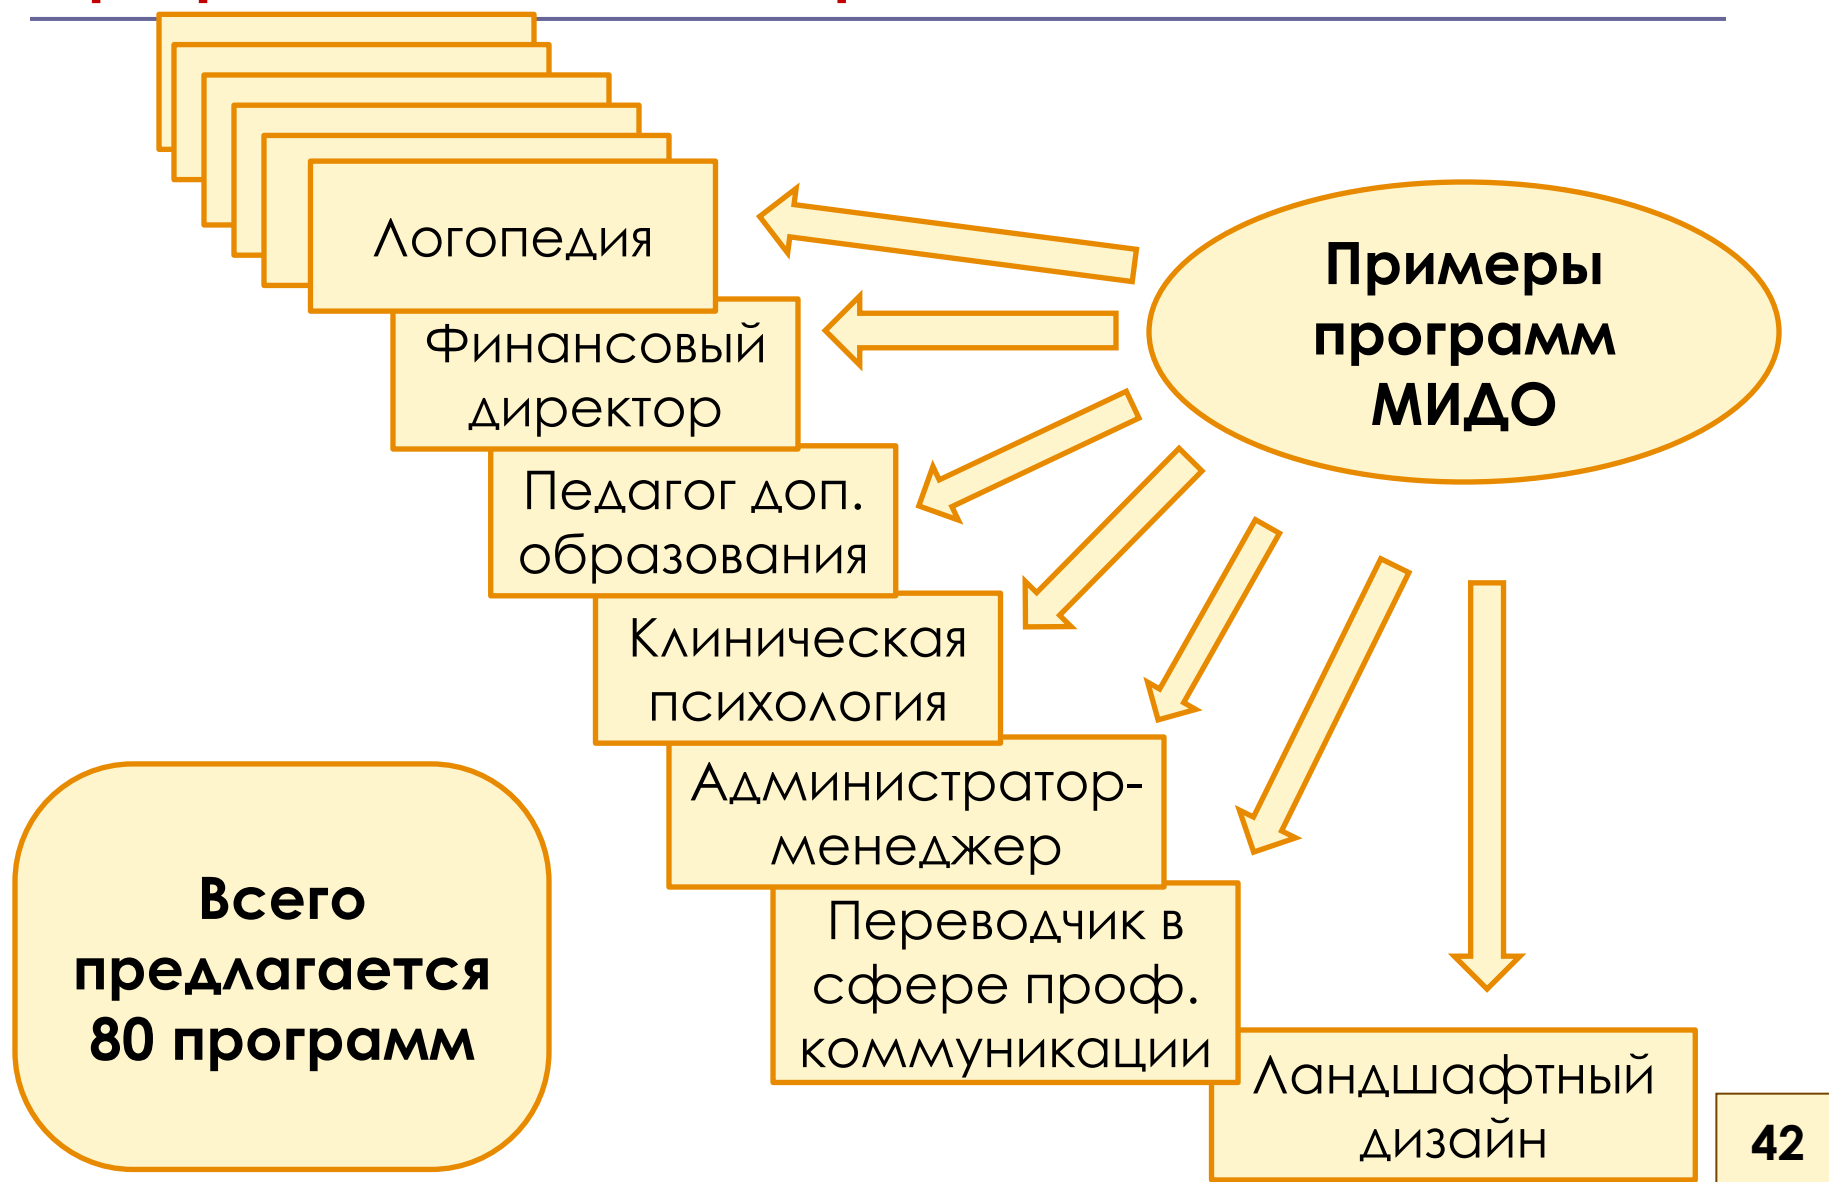 Логопедия
Финансовый
директор
Педагог доп.
образования
Клиническая
психология
Администратор-
менеджер
Переводчик в
сфере проф.
коммуникации
Ландшафтный
дизайн
Примеры
программ
МИДО
Всего
предлагается
80 программ
42